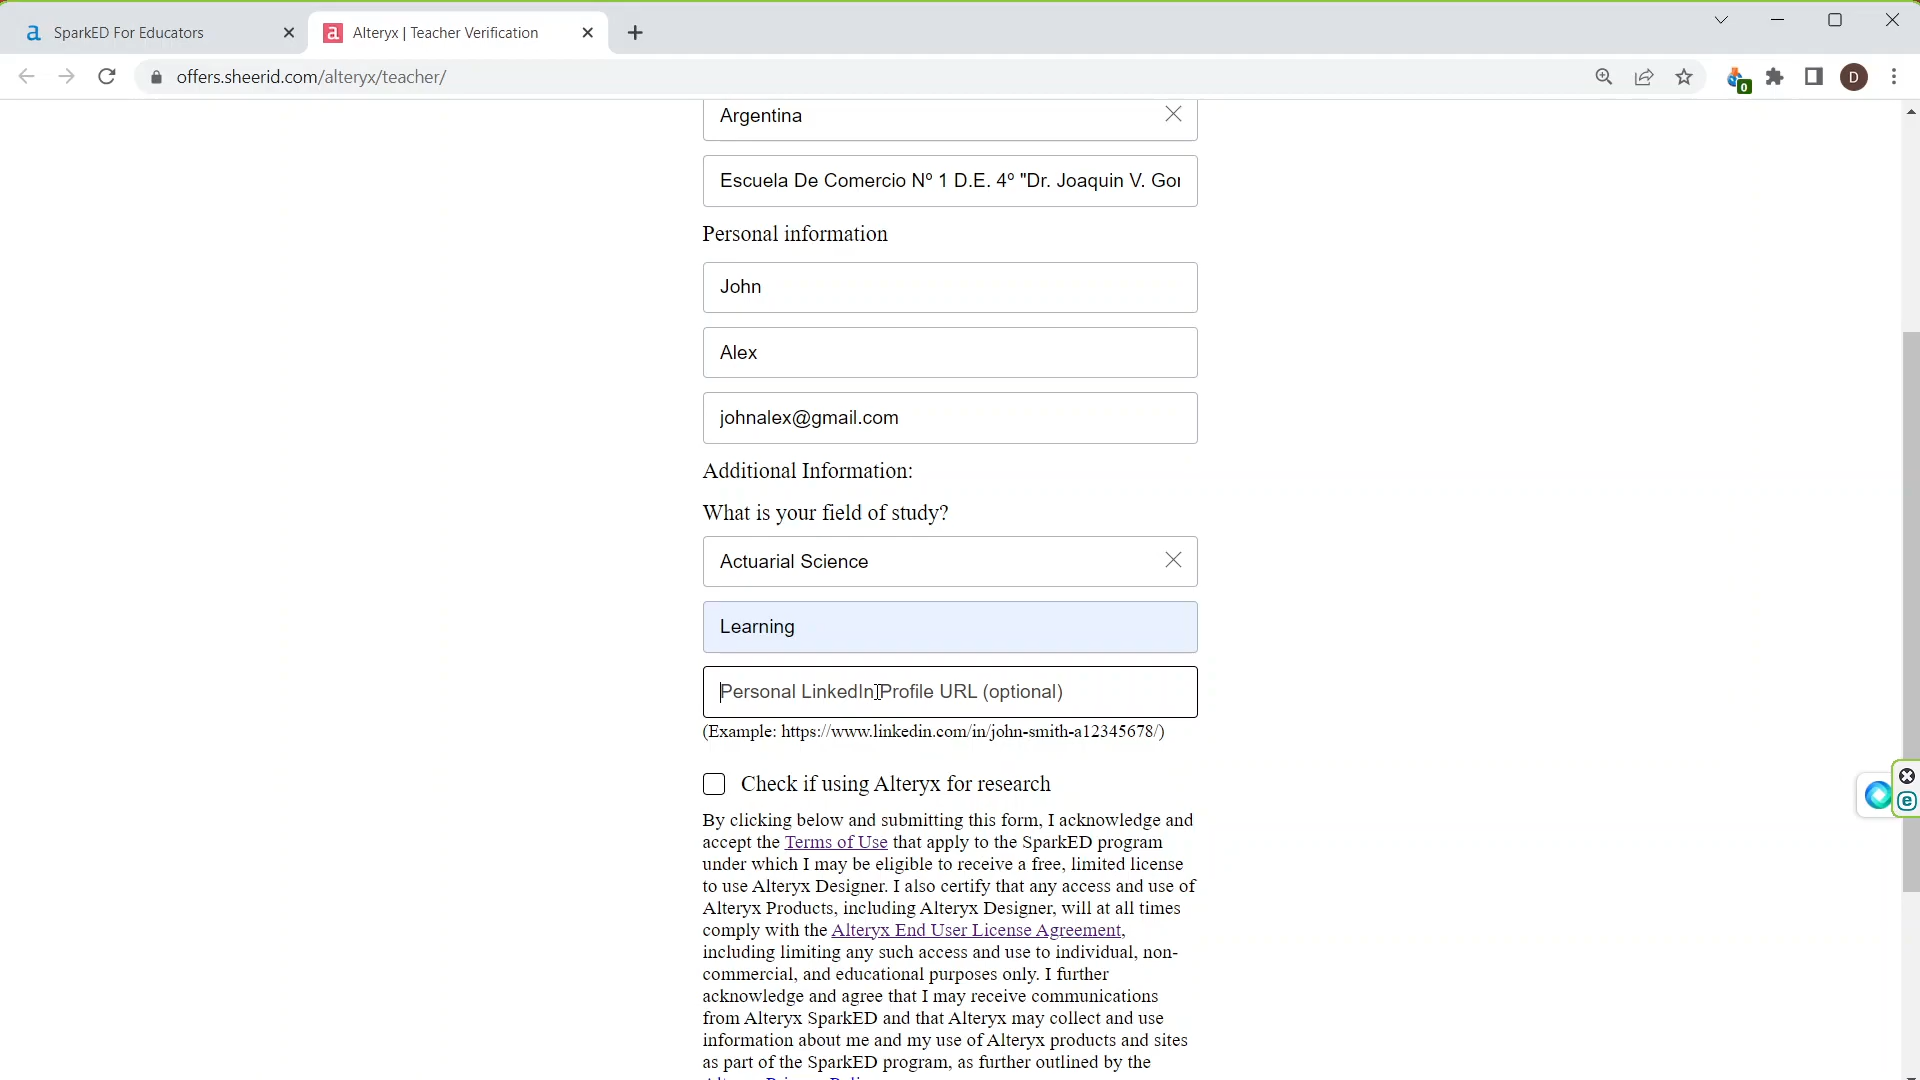 SparkED For Educators
Alteryx | Teacher Verification
offers.sheerid.com/alteryx/teacher/
0
D
Argentina
Escuela De Comercio Nº 1 D.E. 4º "Dr. Joaquin V. Gor
Personal information
John
Alex
johnalex@gmail.com
Additional Information:
What is your field of study?
Actuarial Science
Learning
Personal LinkedIn Profile URL (optional)
(Example: https://www.linkedin.com/in/john-smith-a12345678/)
Check if using Alteryx for research
By clicking below and submitting this form, I acknowledge and
accept the Terms of Use that apply to the SparkED program
under which I may be eligible to receive a free, limited license
to use Alteryx Designer. I also certify that any access and use of
Alteryx Products, including Alteryx Designer, will at all times
comply with the Alteryx End User License Agreement,
including limiting any such access and use to individual, non-
commercial, and educational purposes only. I further
acknowledge and agree that I may receive communications
from Alteryx SparkED and that Alteryx may collect and use
information about me and my use of Alteryx products and sites
as part of the SparkED program, as further outlined by the